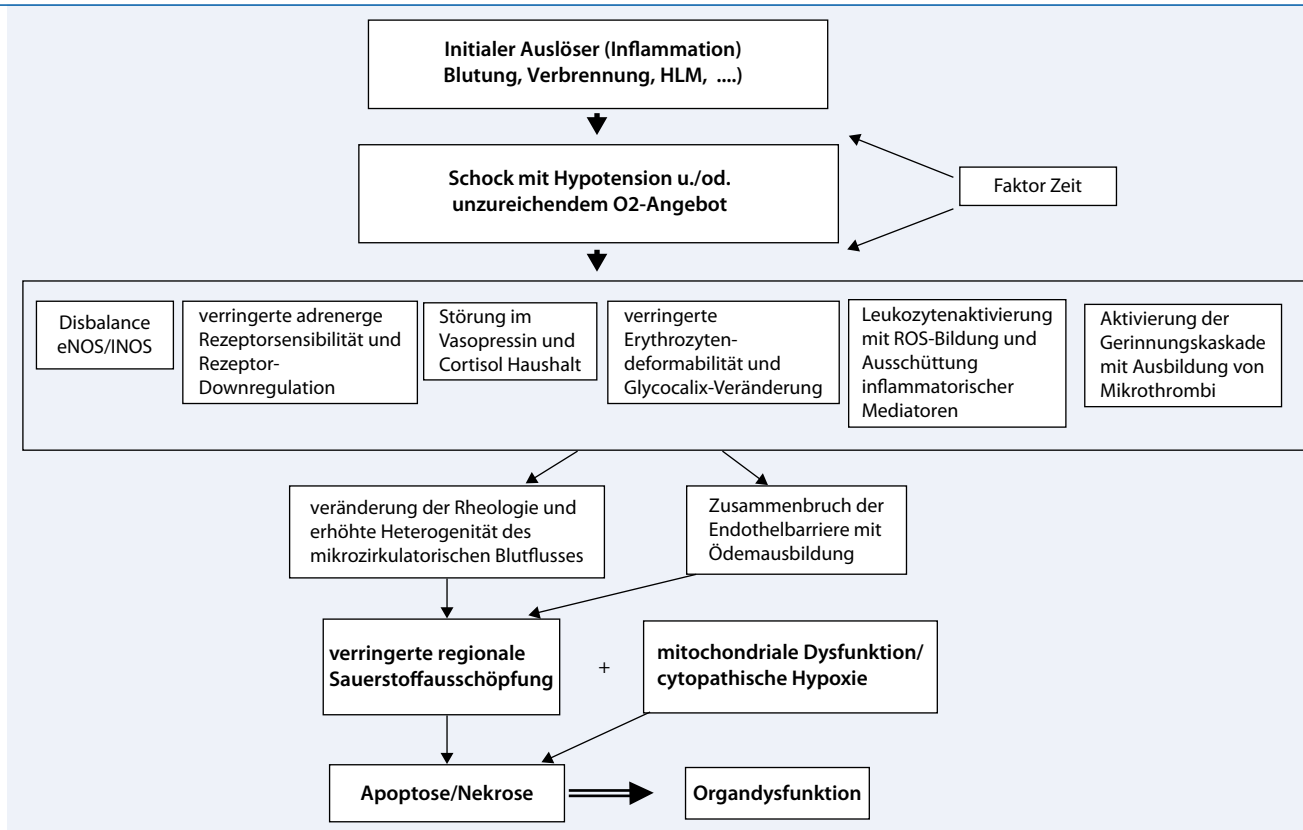 Initialer Auslöser (Inflammation)
Blutung, Verbrennung, HLM, ....)
Schock mit Hypotension u./od.
unzureichendem O2-Angebot
Faktor Zeit
Disbalance
eNOS/INOS
verringerte adrenerge
Rezeptorsensibilität und
Rezeptor-
Downregulation
Störung im
Vasopressin und
Cortisol Haushalt
verringerte
Erythrozyten-
deformabilität und
Glycocalix-Veränderung
Leukozytenaktivierung
mit ROS-Bildung und
Ausschüttung
inflammatorischer
Mediatoren
Aktivierung der
Gerinnungskaskade
mit Ausbildung von
Mikrothrombi
veränderung der Rheologie und
erhöhte Heterogenität des
mikrozirkulatorischen Blutflusses
Zusammenbruch der
Endothelbarriere mit
Ödemausbildung
verringerte regionale
Sauerstoffausschöpfung
+
mitochondriale Dysfunktion/
cytopathische Hypoxie
Apoptose/Nekrose
Organdysfunktion